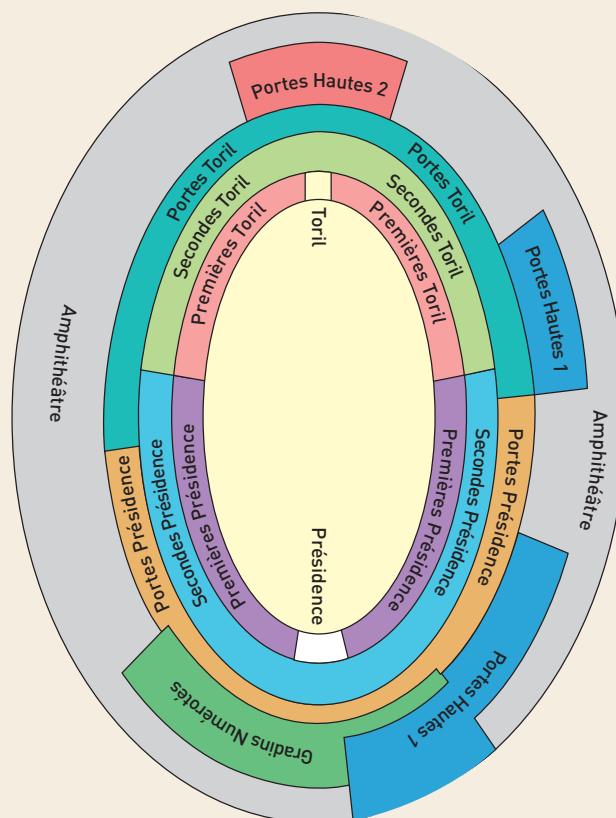 Portes Hautes 2
Portes Toril
Portes Toril
Secondes Toril
Secondes Toril
Premières Toril
Premières Toril
Toril
Portes Hautes 1
Amphithéâtre
Amphithéâtre
Portes Présidence
Secondes Présidence
Premières Présidence
Présidence
Premières Présidence
Secondes Présidence
Portes Présidence
Gradins Numérotés
Portes Hautes 1